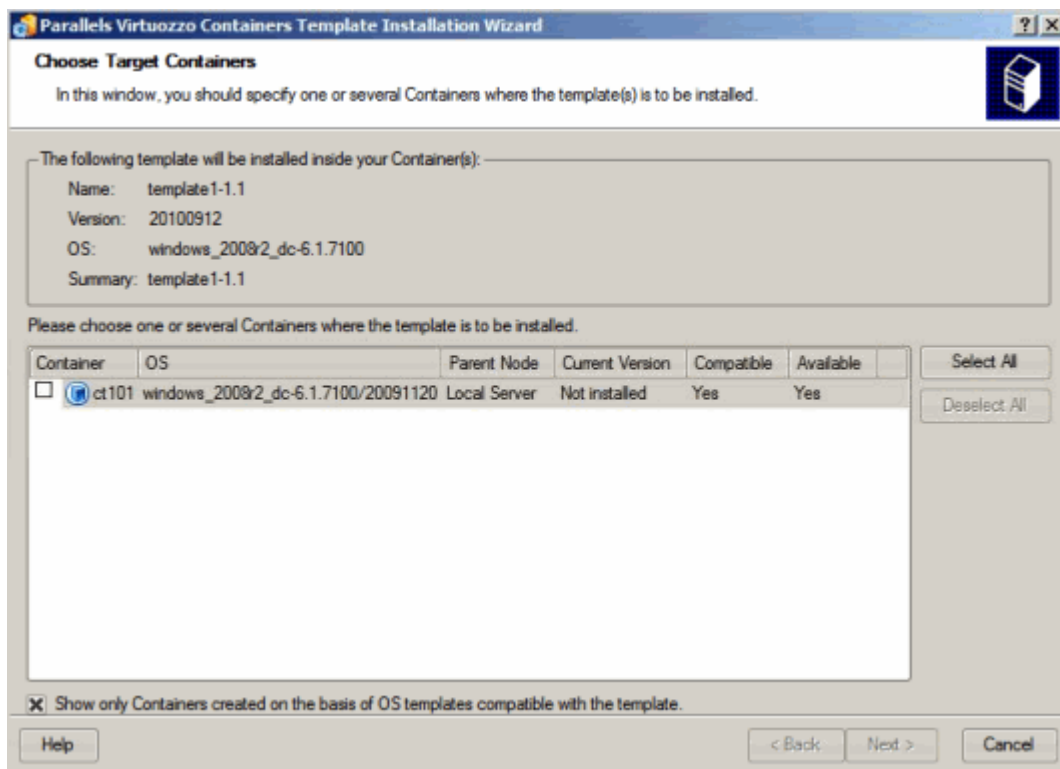 Parallels Virtuozzo Containers Template Installation Wizard
Choose Target Containers
In this window, you should specify one or several Containers where the template(s) is to be installed.
The following template will be installed inside your Container(s):
Name: template1-1.1
Version: 20100912
OS: windows_2008r2_dc-6.1.7100
Summary: template1-1.1
Please choose one or several Containers where the template is to be installed.
Container OS Parent Node Current Version Compatible Available Select All
ct101 windows_2008r2_dc-6.1.7100/20091120 Local Server Not installed Yes Yes
Deselect All
Show only Containers created on the basis of OS templates compatible with the template.
Help < Back Next > Cancel